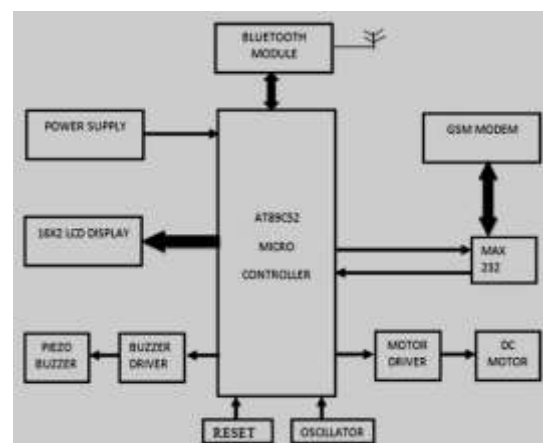 BLUETOOTH
MODULE
POWER SUPPLY
GSM MODEM
16X2 LCD DISPLAY
AT89C52
MICRO
CONTROLLER
MAX
232
PIEZO
BUZZER
BUZZER
DRIVER
MOTOR
DRIVER
DC
MOTOR
RESET
OSCILLATOR